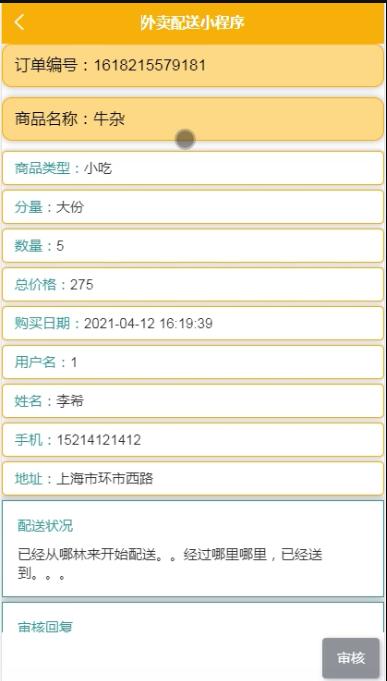 外卖配送小程序
订单编号：1618215579181
商品名称：牛杂
商品类型：小吃
分量：大份
数量：5
总价格：275
购买日期：2021-04-12 16:19:39
用户名：1
姓名：李希
手机：15214121412
地址：上海市环市西路
配送状况
已经从哪林来开始配送。。经过哪里哪里，已经送
到。。。
审核回复
审核